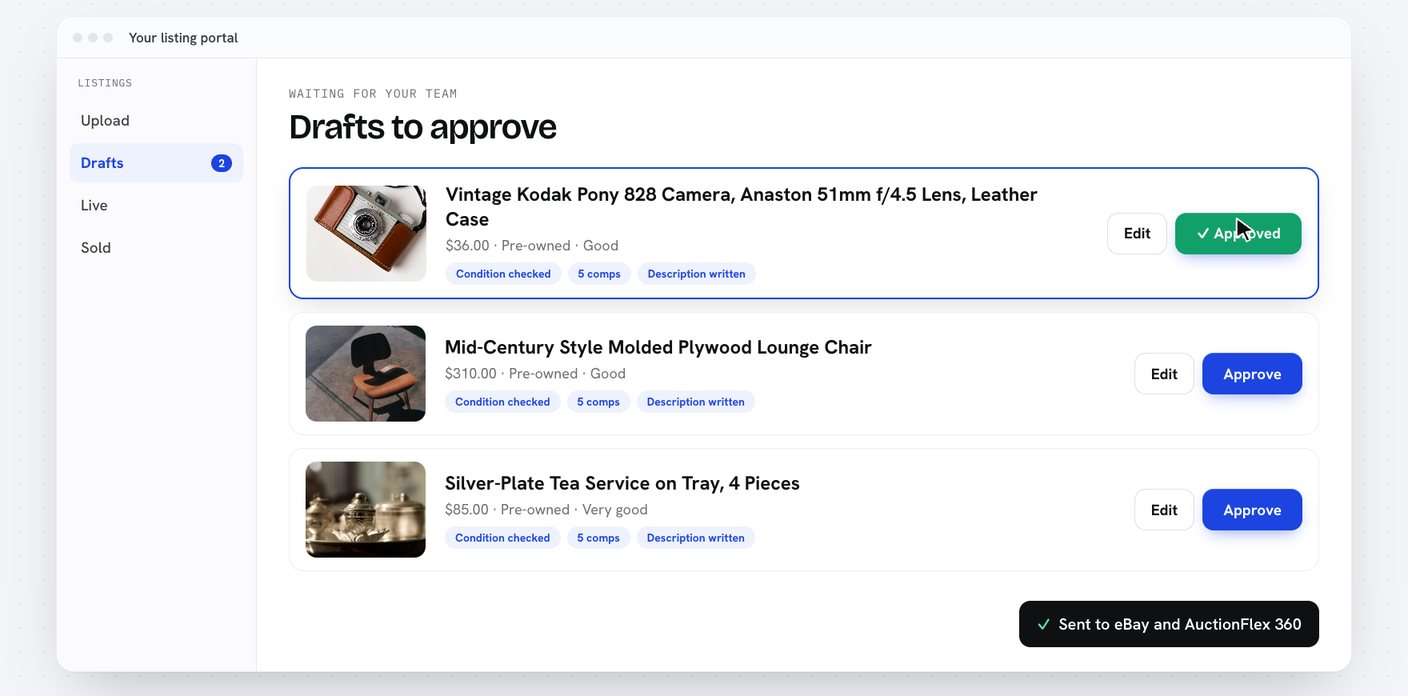 Your listing portal
LISTINGS
Upload
Drafts
2
Live
Sold
WAITING FOR YOUR TEAM
Drafts to approve
Vintage Kodak Pony 828 Camera, Anaston 51mm f/4.5 Lens, Leather
Case
$36.00 · Pre-owned · Good
Condition checked
5 comps
Description written
Edit
✓ Approved
Mid-Century Style Molded Plywood Lounge Chair
$310.00 · Pre-owned · Good
Condition checked
5 comps
Description written
Edit
Approve
Silver-Plate Tea Service on Tray, 4 Pieces
$85.00 · Pre-owned · Very good
Condition checked
5 comps
Description written
Edit
Approve
✓ Sent to eBay and AuctionFlex 360